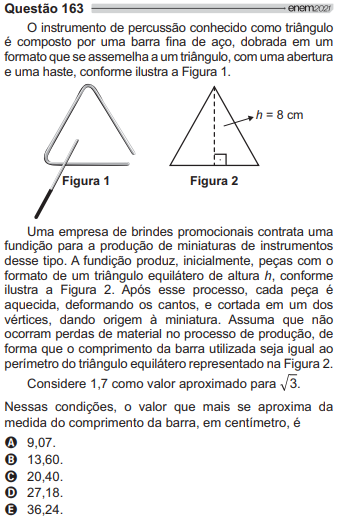 Questão 163
enem2021
O instrumento de percussão conhecido como triângulo
é composto por uma barra fina de aço, dobrada em um
formato que se assemelha a um triângulo, com uma abertura
e uma haste, conforme ilustra a Figura 1.
h = 8 cm
Figura 1
Figura 2
Uma empresa de brindes promocionais contrata uma
fundição para a produção de miniaturas de instrumentos
desse tipo. A fundição produz, inicialmente, peças com o
formato de um triângulo equilátero de altura h, conforme
ilustra a Figura 2. Após esse processo, cada peça é
aquecida, deformando os cantos, e cortada em um dos
vértices, dando origem à miniatura. Assuma que não
ocorram perdas de material no processo de produção, de
forma que o comprimento da barra utilizada seja igual ao
perímetro do triângulo equilátero representado na Figura 2.
Considere 1,7 como valor aproximado para √3.
Nessas condições, o valor que mais se aproxima da
medida do comprimento da barra, em centímetro, é
A 9,07.
B 13,60.
C 20,40.
D 27,18.
E 36,24.